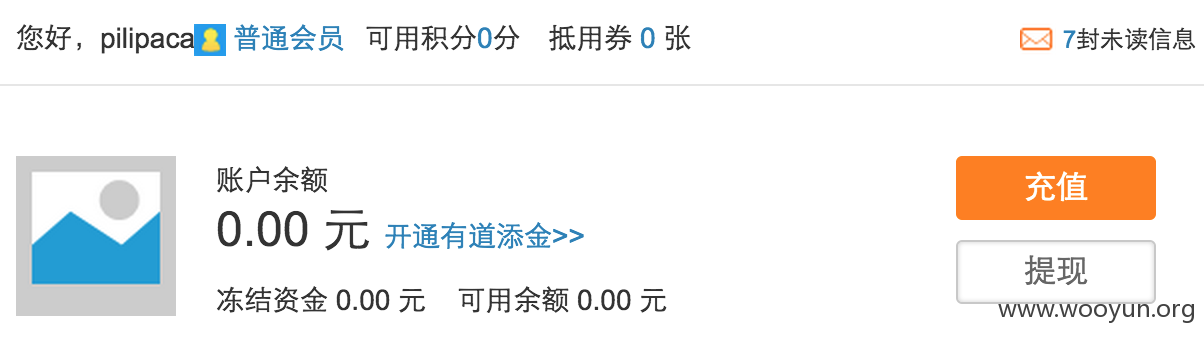 您好，pilipaca 普通会员 可用积分0分 抵用券 0 张 7封未读信息
账户余额
0.00 元 开通有道添金>>
冻结资金 0.00 元 可用余额 0.00 元
充值
提现
www.wooyun.org